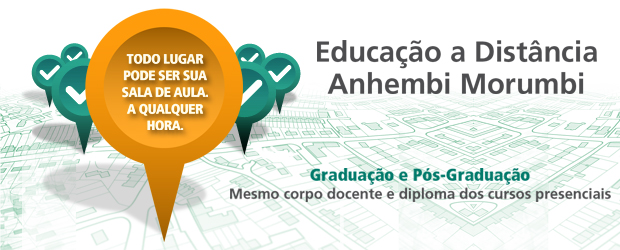 TODO LUGAR
PODE SER SUA
SALA DE AULA.
A QUALQUER
HORA.
Educação a Distância
Anhembi Morumbi
Graduação e Pós-Graduação
Mesmo corpo docente e diploma dos cursos presenciais